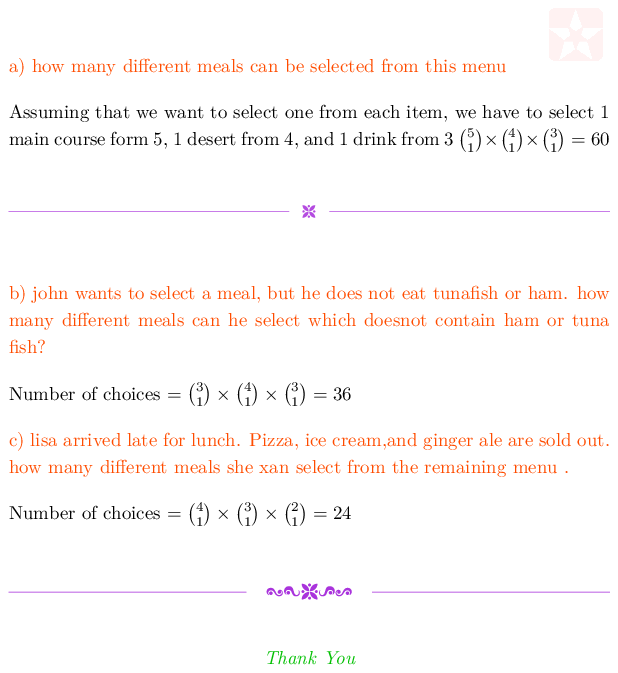 a) how many different meals can be selected from this menu
Assuming that we want to select one from each item, we have to select 1
main course form 5, 1 desert from 4, and 1 drink from 3 $\binom{5}{1} \times \binom{4}{1} \times \binom{3}{1} = 60$
b) john wants to select a meal, but he does not eat tunafish or ham. how
many different meals can he select which doesnot contain ham or tuna
fish?
Number of choices = $\binom{3}{1} \times \binom{4}{1} \times \binom{3}{1} = 36$
c) lisa arrived late for lunch. Pizza, ice cream,and ginger ale are sold out.
how many different meals she xan select from the remaining menu .
Number of choices = $\binom{4}{1} \times \binom{3}{1} \times \binom{2}{1} = 24$
Thank You